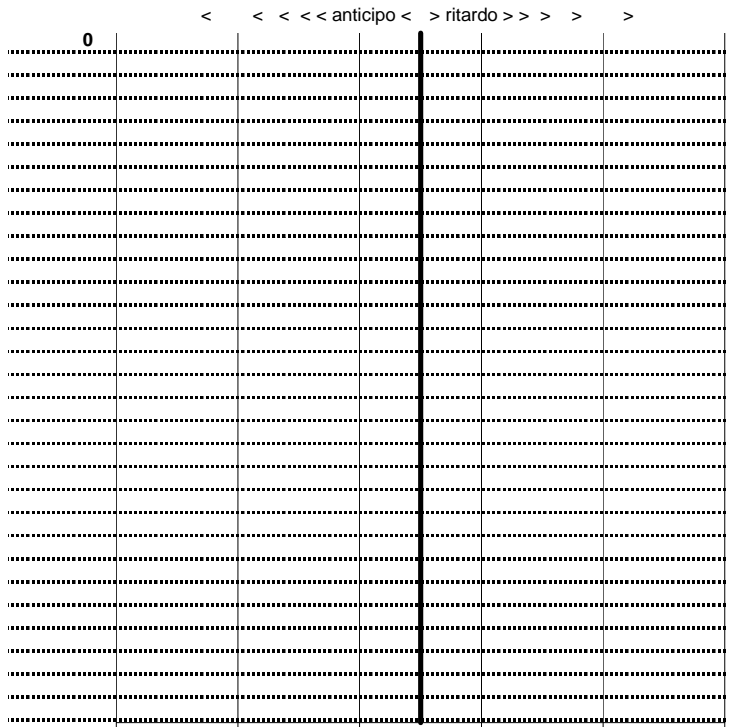 < < < < < anticipo < > ritardo > > > > >
0